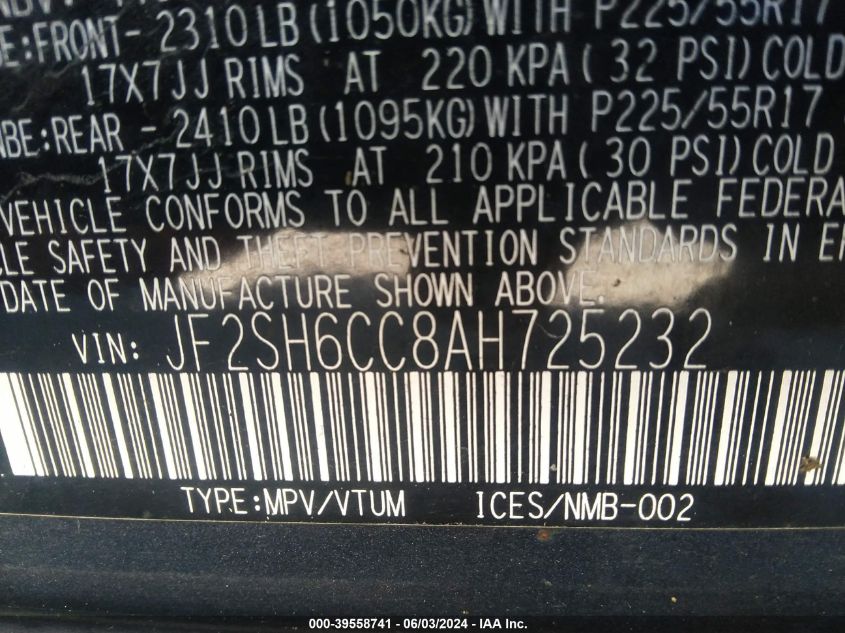 E:FRONT- 2310LB(1050KG)WITH P225/55R17
17X7JJ RIMS AT 220 KPA(32 PSI)COLD
NBE:REAR - 2410LB(1095KG)WITH P225/55R17
17X7JJ RIMS AT 210 KPA(30 PSI)COLD
VEHICLE CONFORMS TO ALL APPLICABLE FEDERA
CLE SAFETY AND THEFT PREVENTION STANDARDS IN EF
DATE OF MANUFACTURE SHOWN ABOVE.
VIN: JF2SH6CC8AH725232
TYPE:MPV/VTUM ICES/NMB-002
000-39558741 - 06/03/2024 - IAA, Inc.